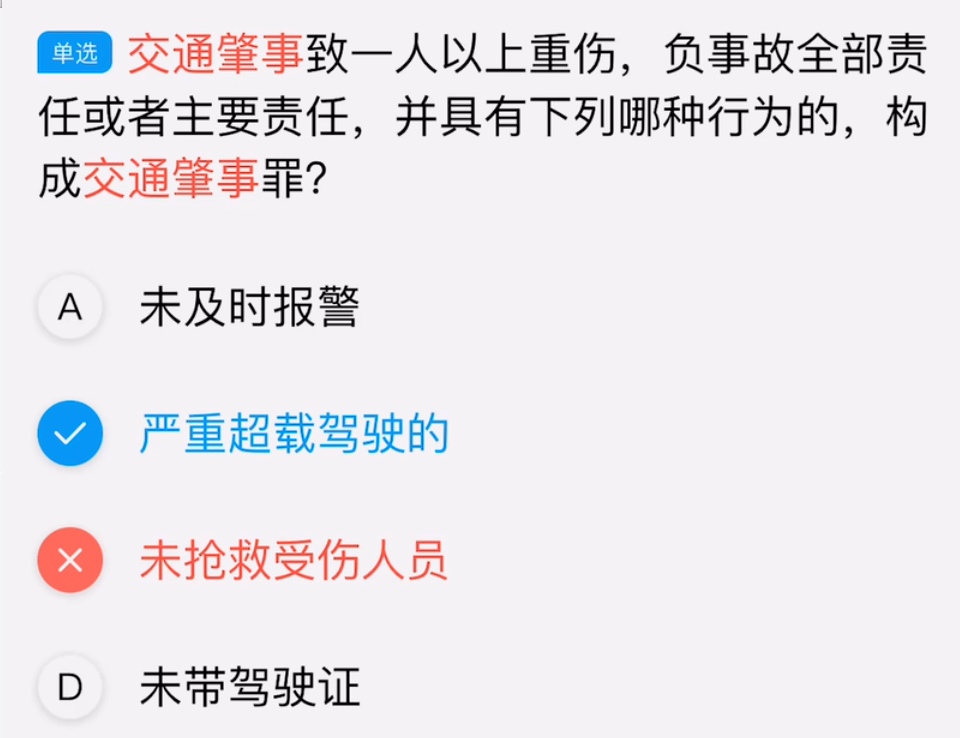 单选 交通肇事致一人以上重伤，负事故全部责
任或者主要责任，并具有下列哪种行为的，构
成交通肇事罪？
A 未及时报警
严重超载驾驶的
未抢救受伤人员
D 未带驾驶证